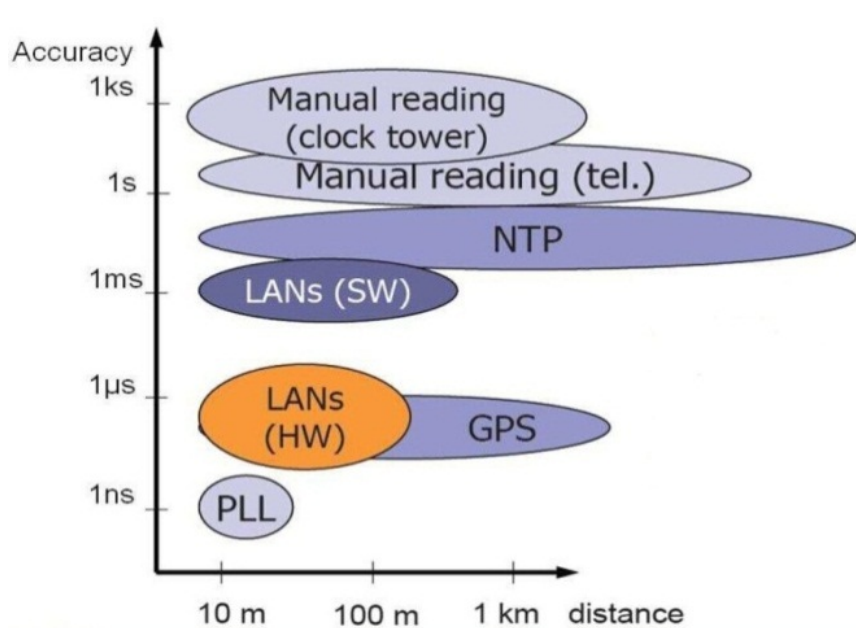 Accuracy
1ks
Manual reading
(clock tower)
Manual reading (tel.)
1s
NTP
1ms
LANs (SW)
1µs
LANs
(HW)
GPS
1ns
PLL
10 m
100 m
1 km
distance